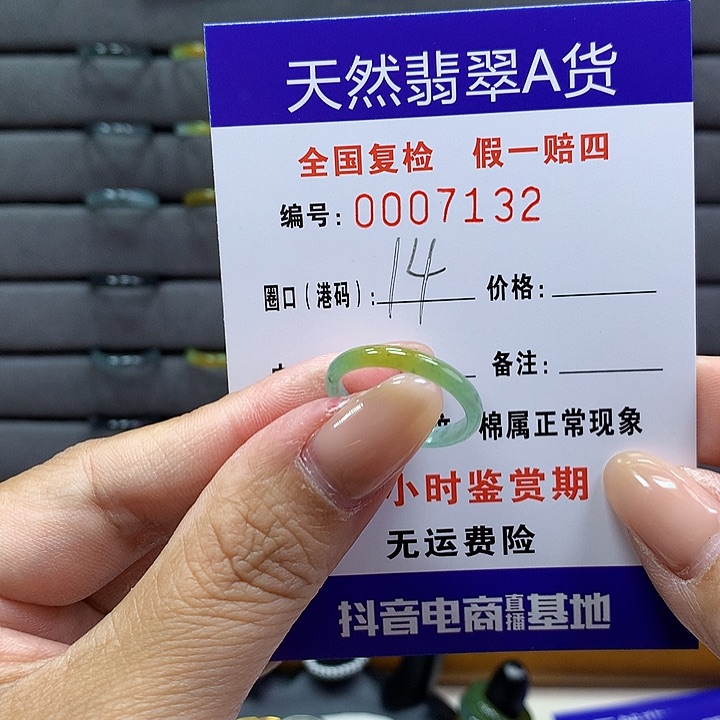 天然翡翠A货
全国复检 假一赔四
编号: 0007132
圈口(港码): 14 价格:
备注:
棉属正常现象
小时鉴赏期
无运费险
抖音电商直播基地